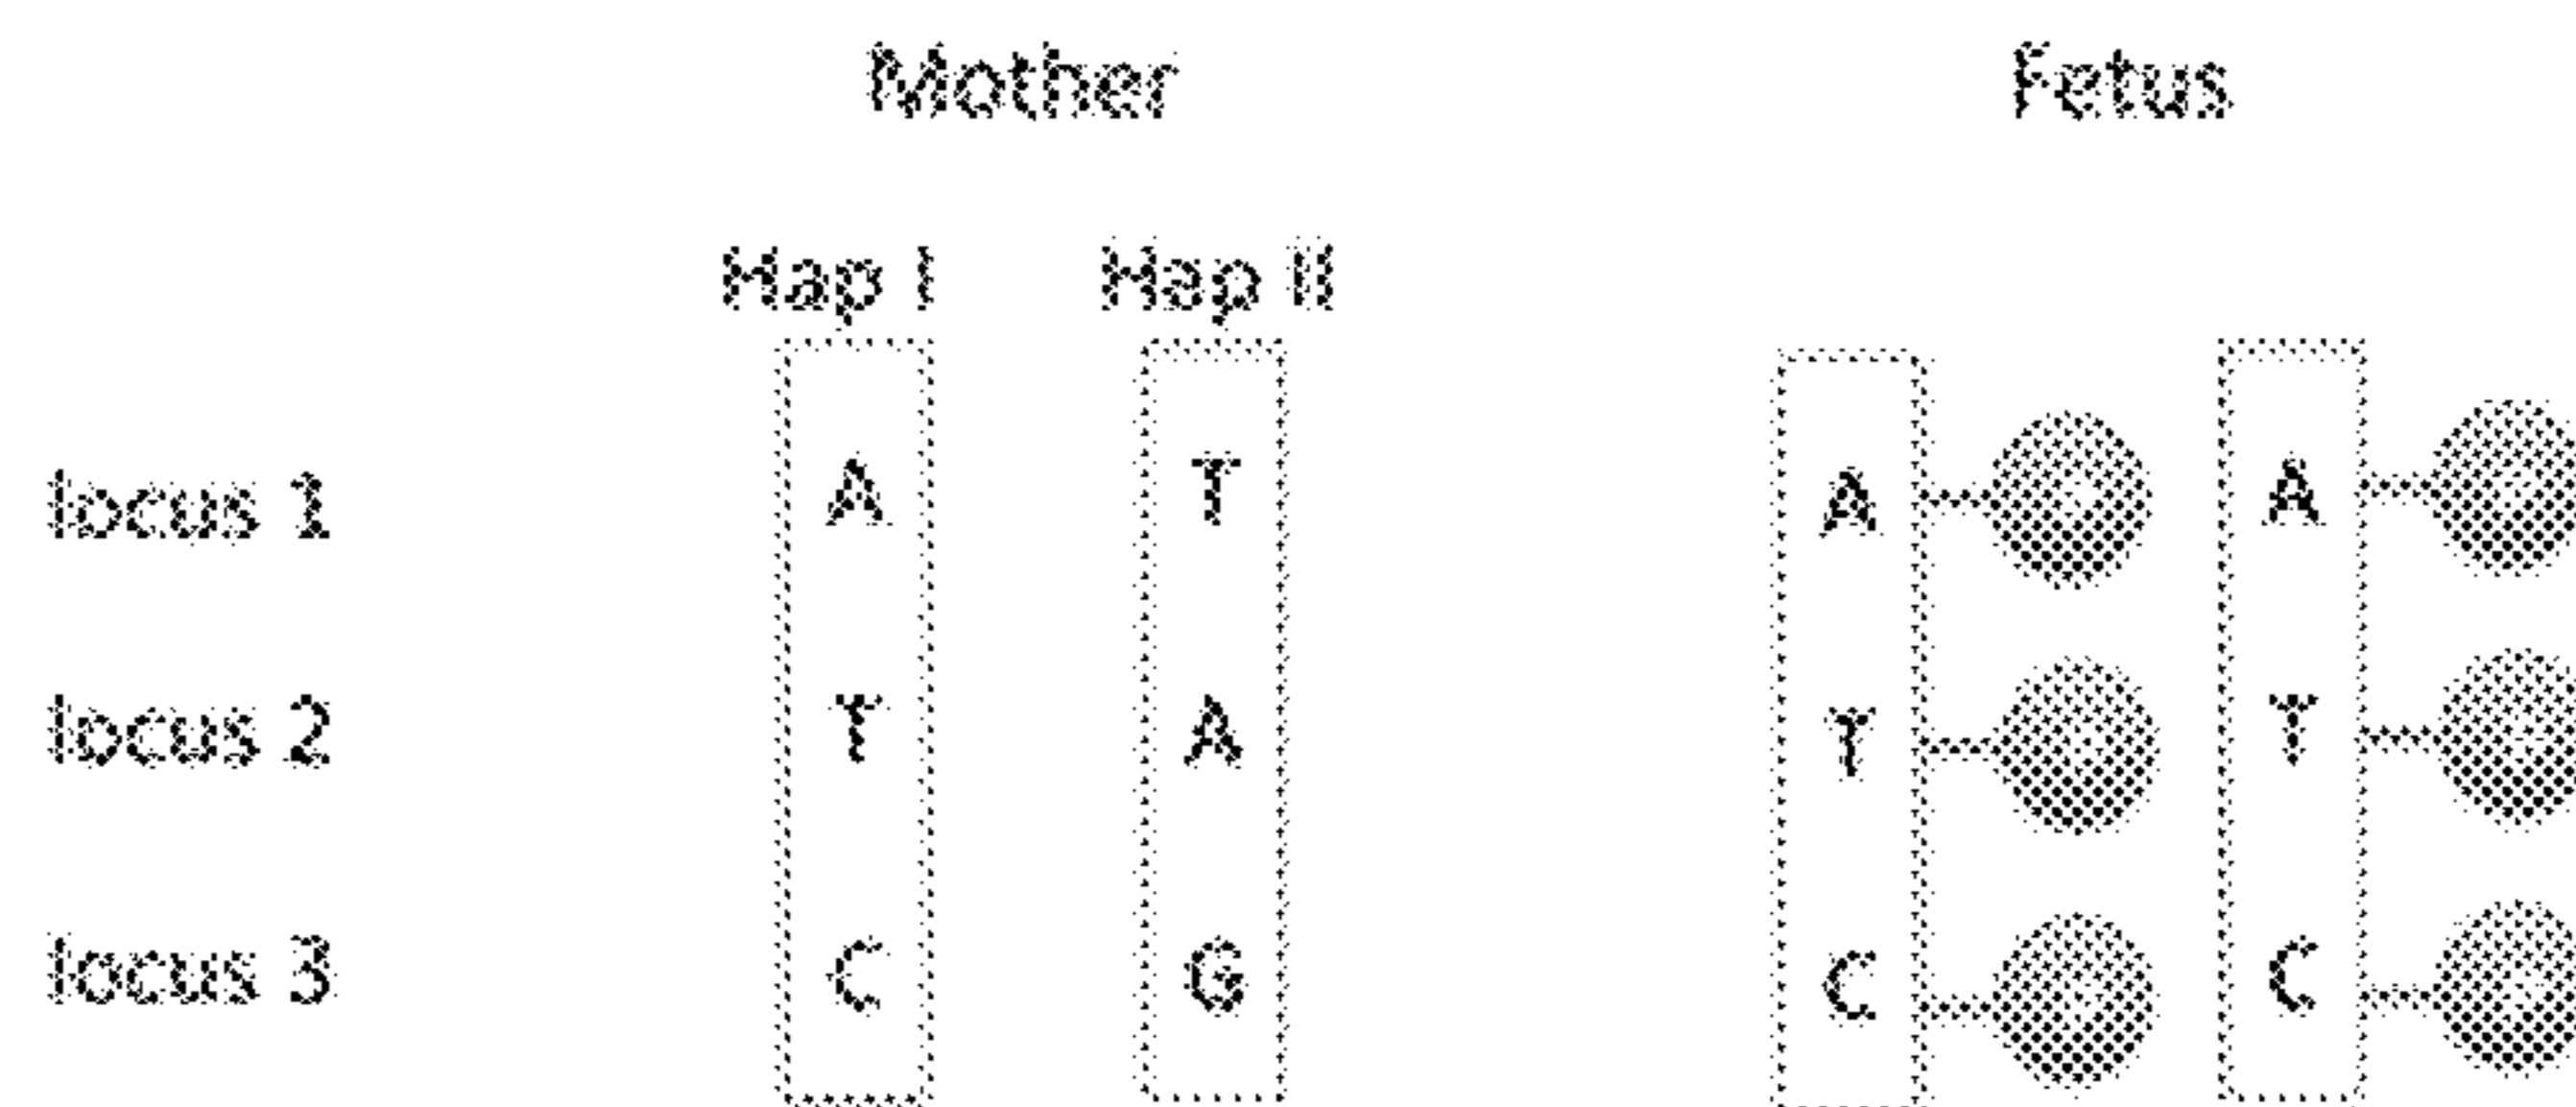 Mother Fetus
Hap I Hap II
locus 1 A T A A
locus 2 T A T T
locus 3 C G C C